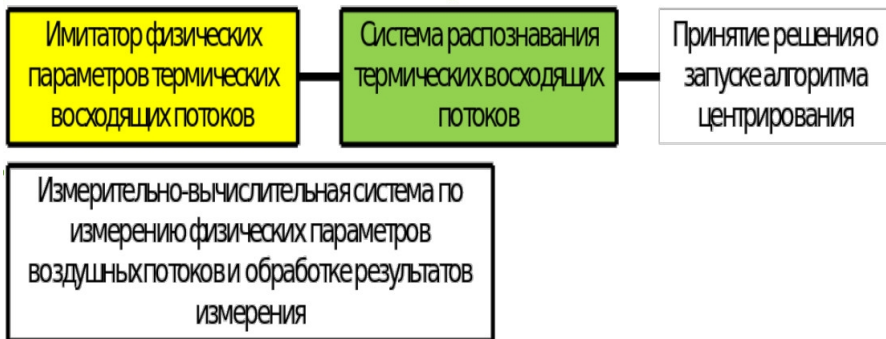 Имитатор физических
параметров термических
восходящих потоков
Система распознавания
термических восходящих
потоков
Принятие решения о
запуске алгоритма
центрирования
Измерительно-вычислительная система по
измерению физических параметров
воздушных потоков и обработке результатов
измерения